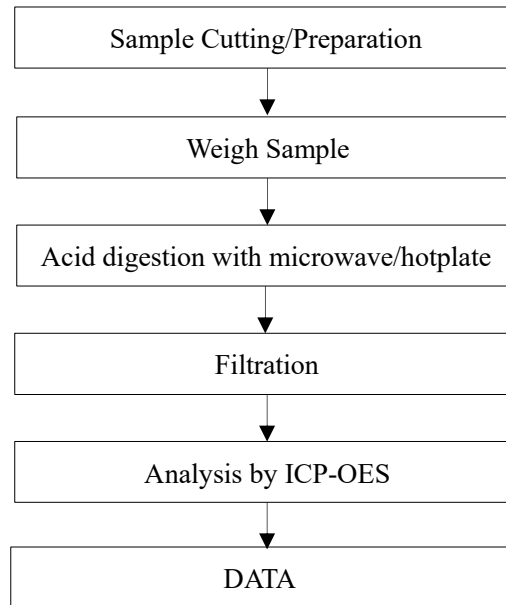 Sample Cutting/Preparation
Weigh Sample
Acid digestion with microwave/hotplate
Filtration
Analysis by ICP-OES
DATA